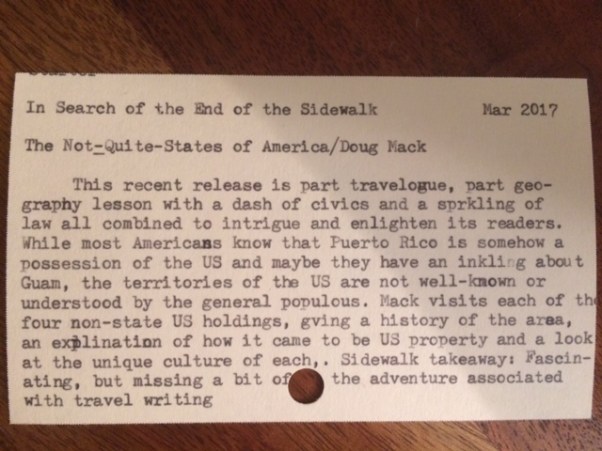 In Search of the End of the Sidewalk Mar 2017
The Not-Quite-States of America/Doug Mack
This recent release is part travelogue, part geo-
graphy lesson with a dash of civics and a sprkling of
law all combined to intrigue and enlighten its readers.
While most Americans know that Puerto Rico is somehow a
possession of the US and maybe they have an inkling about
Guam, the territories of the US are not well-known or
understood by the general populous. Mack visits each of the
four non-state US holdings, gving a history of the area,
an explination of how it came to be US property and a look
at the unique culture of each,. Sidewalk takeaway: Fascin-
ating, but missing a bit of the adventure associated
with travel writing